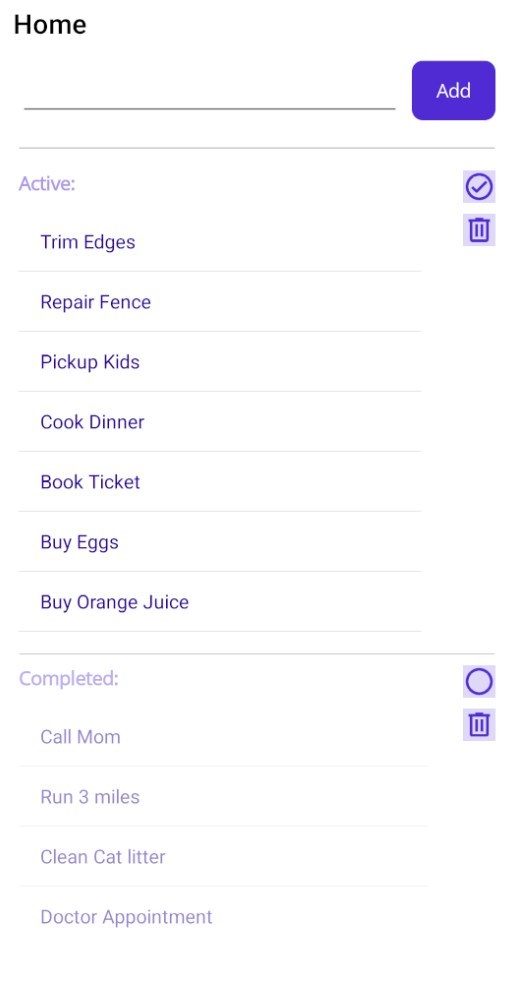 Home
Add
Active:
Trim Edges
Repair Fence
Pickup Kids
Cook Dinner
Book Ticket
Buy Eggs
Buy Orange Juice
Completed:
Call Mom
Run 3 miles
Clean Cat litter
Doctor Appointment